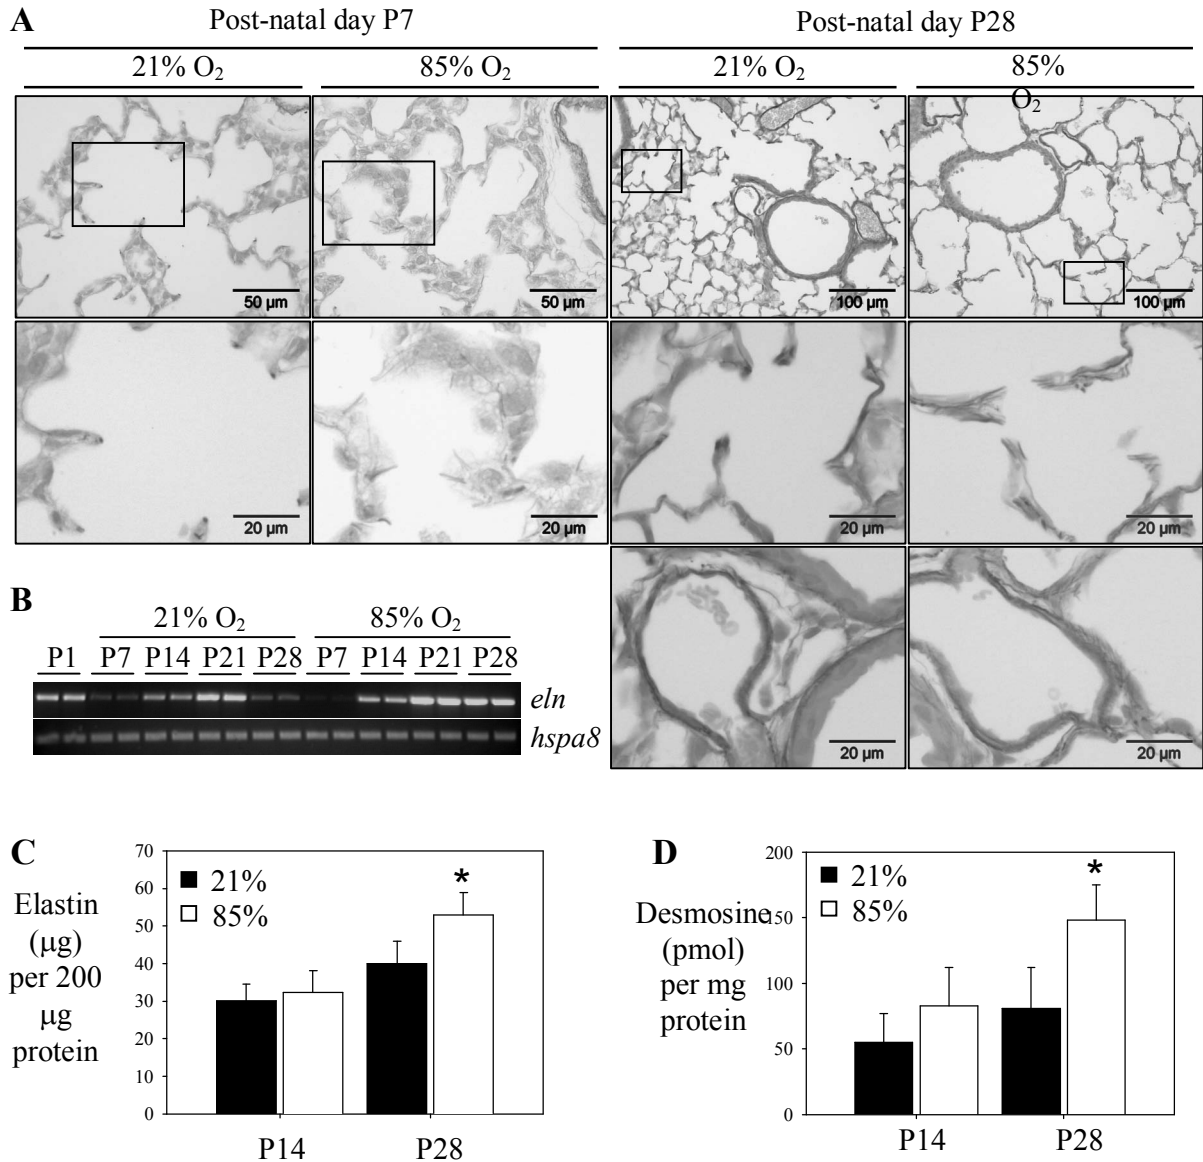 A
Post-natal day P7
Post-natal day P28
21% O₂
85% O₂
21% O₂
85%
O₂
50 µm
50 µm
100 µm
100 µm
20 µm
20 µm
20 µm
20 µm
20 µm
20 µm
B
21% O₂
85% O₂
P1 P7 P14 P21 P28 P7 P14 P21 P28
eln
hspa8
C
Elastin
(µg)
per 200
µg
protein
70
60
50
40
30
20
10
0
21%
85%
*
P14
P28
D
Desmosine
(pmol)
per mg
protein
200
150
100
50
0
21%
85%
*
P14
P28